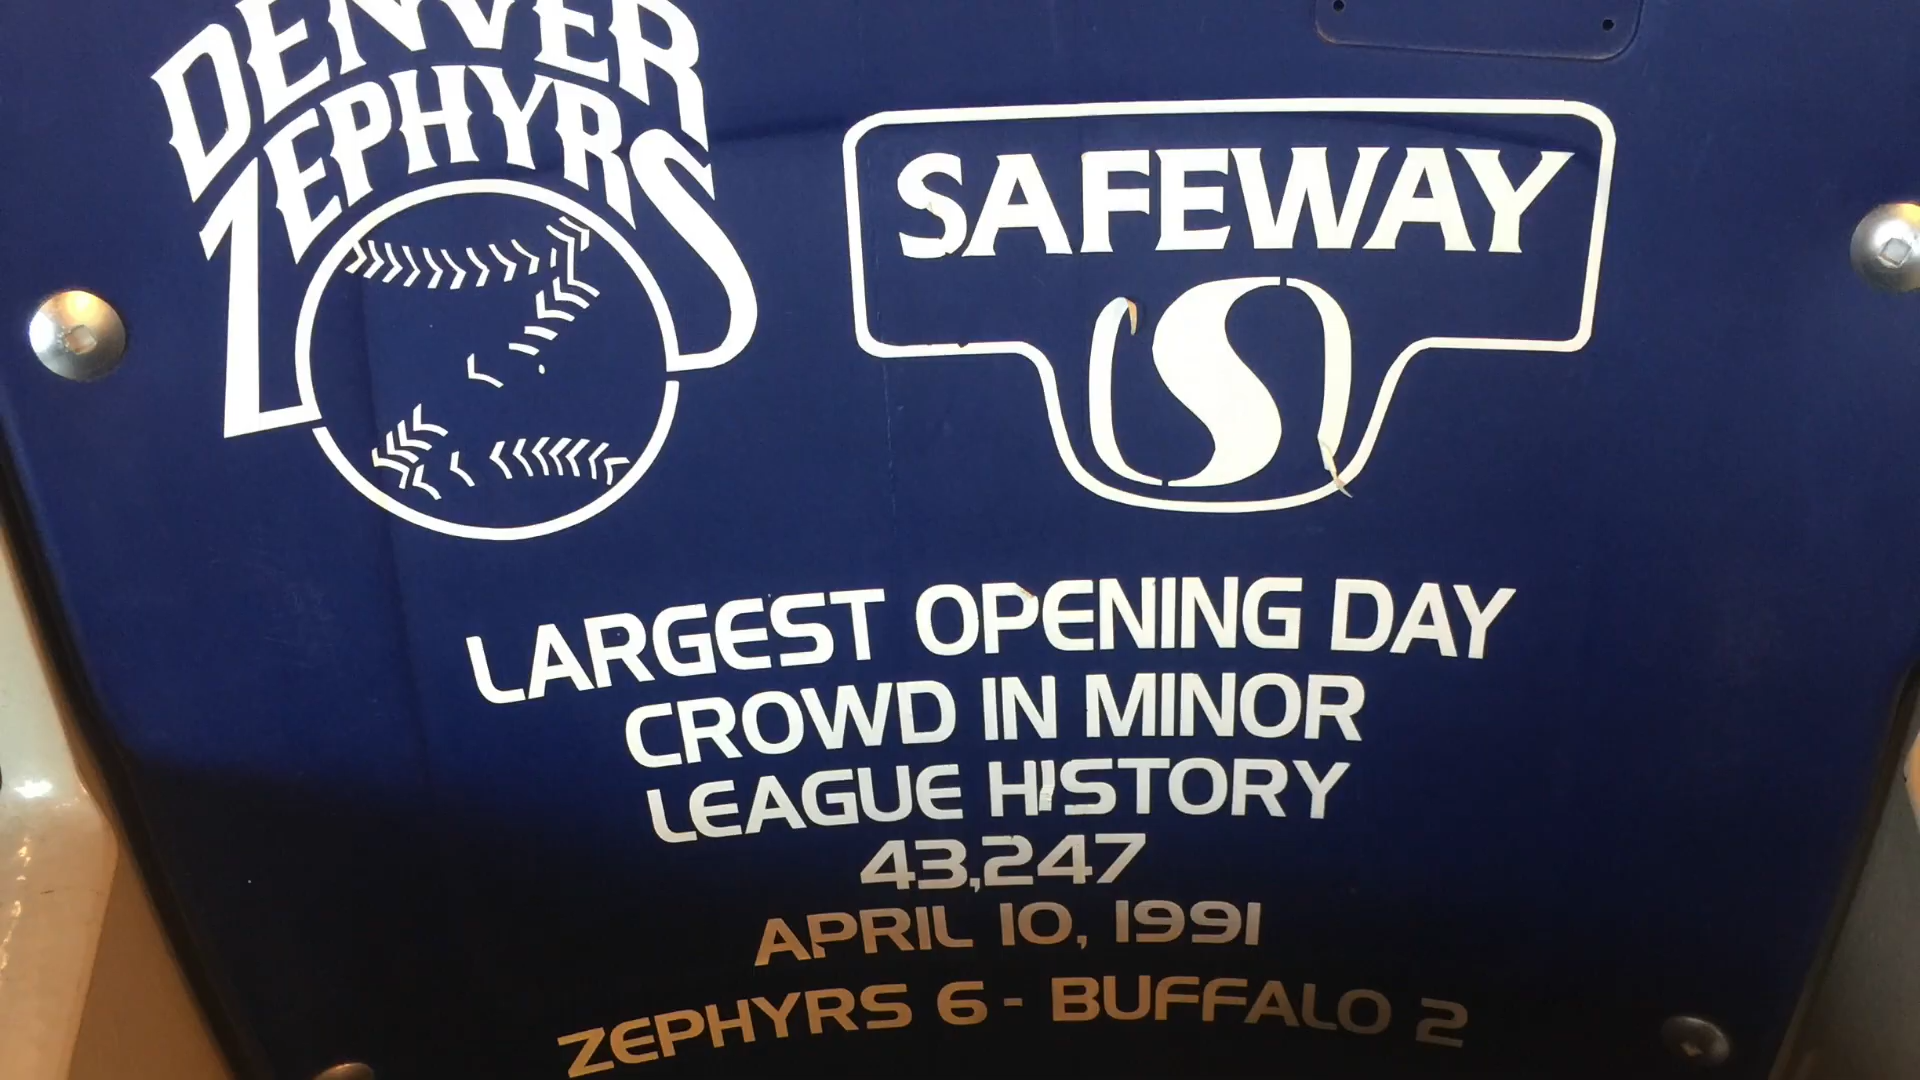 DENVER
ZEPHYRS
SAFEWAY
S
LARGEST OPENING DAY
CROWD IN MINOR
LEAGUE HISTORY
43,247
APRIL 10, 1991
ZEPHYRS 6 - BUFFALO 2